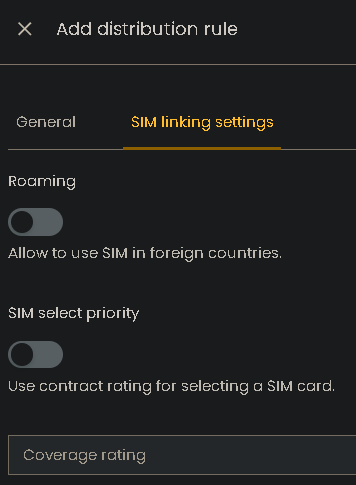 Add distribution rule
General
SIM linking settings
Roaming
Allow to use SIM in foreign countries.
SIM select priority
Use contract rating for selecting a SIM card.
Coverage rating